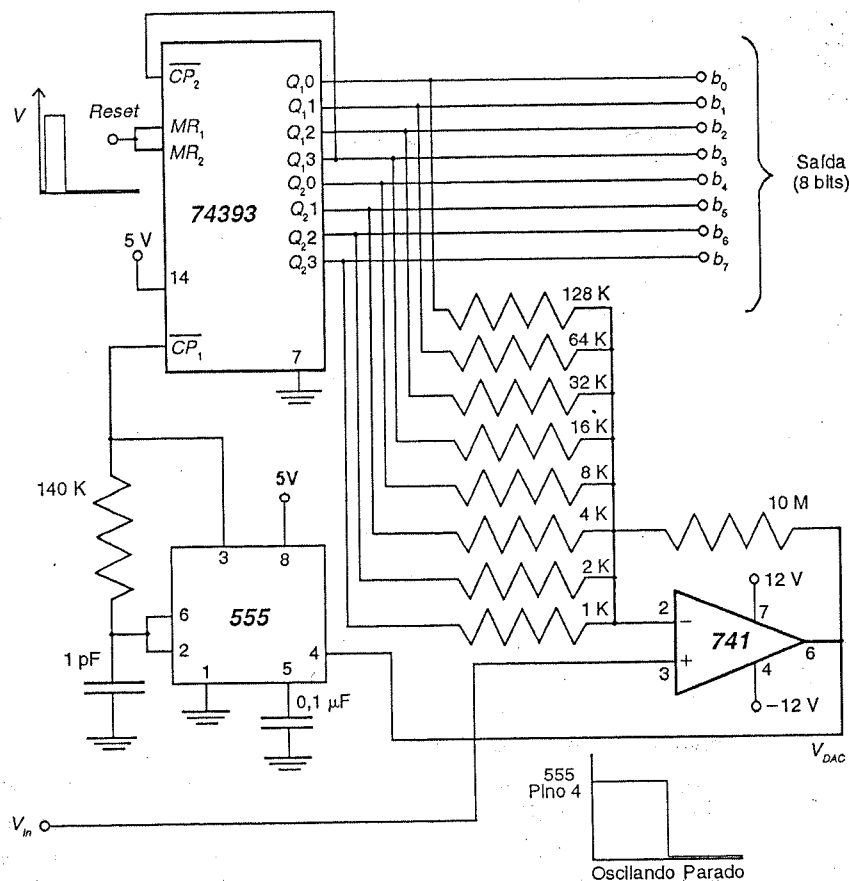 V
Reset
5 V
CP₂
MR₁
MR₂
74393
14
CP₁
7
Q₁0
Q₁1
Q₁2
Q₁3
Q₂0
Q₂1
Q₂2
Q₂3
b₀
b₁
b₂
b₃
b₄
b₅
b₆
b₇
Saída
(8 bits)
128 K
64 K
32 K
16 K
8 K
4 K
2 K
1 K
10 M
140 K
5V
3
8
6
2
555
4
1
5
1 pF
0,1 µF
12 V
7
2
−
741
6
3
+
4
−12 V
V_DAC
555
Pino 4
Oscilando Parado
V_in